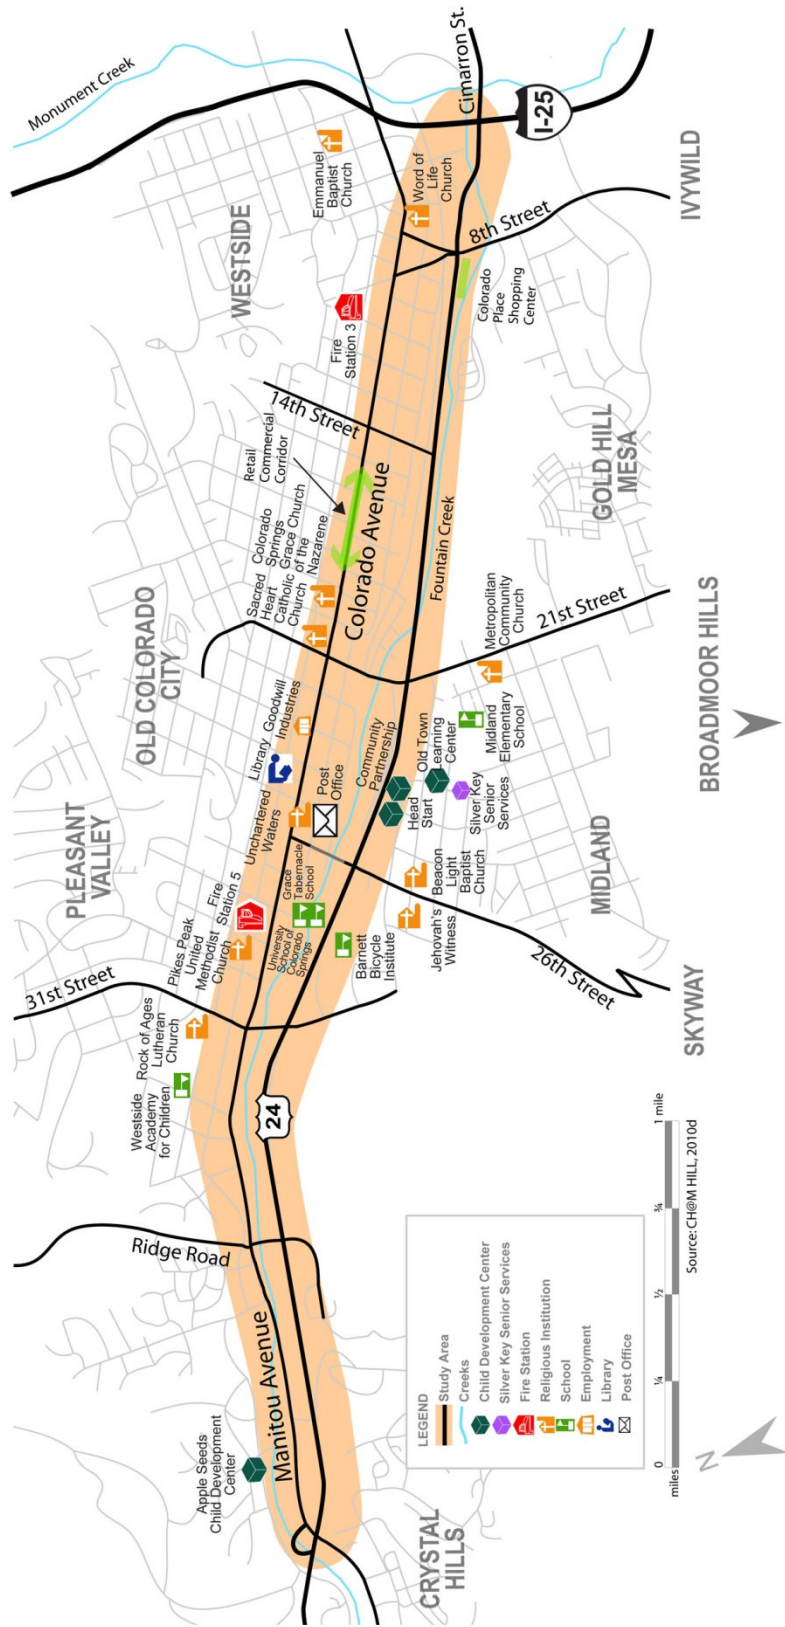 Monument Creek
Cimarron St.
I-25
Emmanuel
Baptist
Church
Word of
Life
Church
WESTSIDE
8th Street
IVYWILD
Fire
Station 3
Colorado
Place
Shopping
Center
14th Street
Retail
Commercial
Corridor
Colorado Avenue
Fountain Creek
GOLD HILL
MESA
Colorado
Springs
Grace Church
of the
Nazarene
Sacred
Heart
Catholic
Church
OLD COLORADO
CITY
21st Street
Metropolitan
Community
Church
BROADMOOR HILLS
Goodwill
Industries
Library
Community
Partnership
Old Town
Learning
Center
Midland
Elementary
School
Unchartered
Waters
Post
Office
Head
Start
Silver Key
Senior
Services
PLEASANT
VALLEY
MIDLAND
Fire
Station 5
Grace
Tabernacle
School
Beacon
Light
Baptist
Church
Pikes Peak
United
Methodist
Church
University
School of
Colorado
Springs
Barnett
Bicycle
Institute
Jehovah's
Witness
26th Street
31st Street
SKYWAY
Rock of Ages
Lutheran
Church
Westside
Academy
for Children
24
Ridge Road
Manitou Avenue
Apple Seeds
Child Development
Center
CRYSTAL
HILLS
LEGEND
Study Area
Creeks
Child Development Center
Silver Key Senior Services
Fire Station
Religious Institution
School
Employment
Library
Post Office
0 ¼ ½ ¾ 1 mile
miles
Source: CH@M HILL, 2010d
N